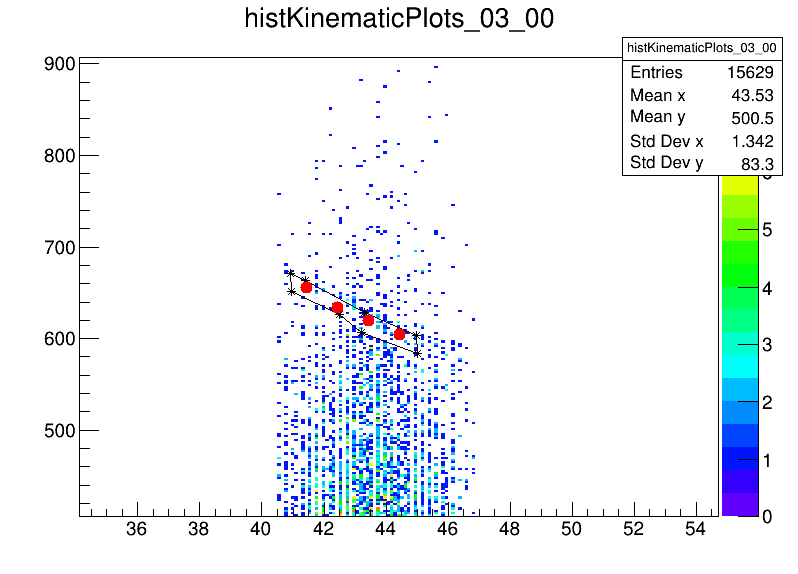 histKinematicPlots_03_00
histKinematicPlots_03_00
Entries 15629
Mean x 43.53
Mean y 500.5
Std Dev x 1.342
Std Dev y 83.3
900
800
700
600
500
5
4
3
2
1
0
36 38 40 42 44 46 48 50 52 54